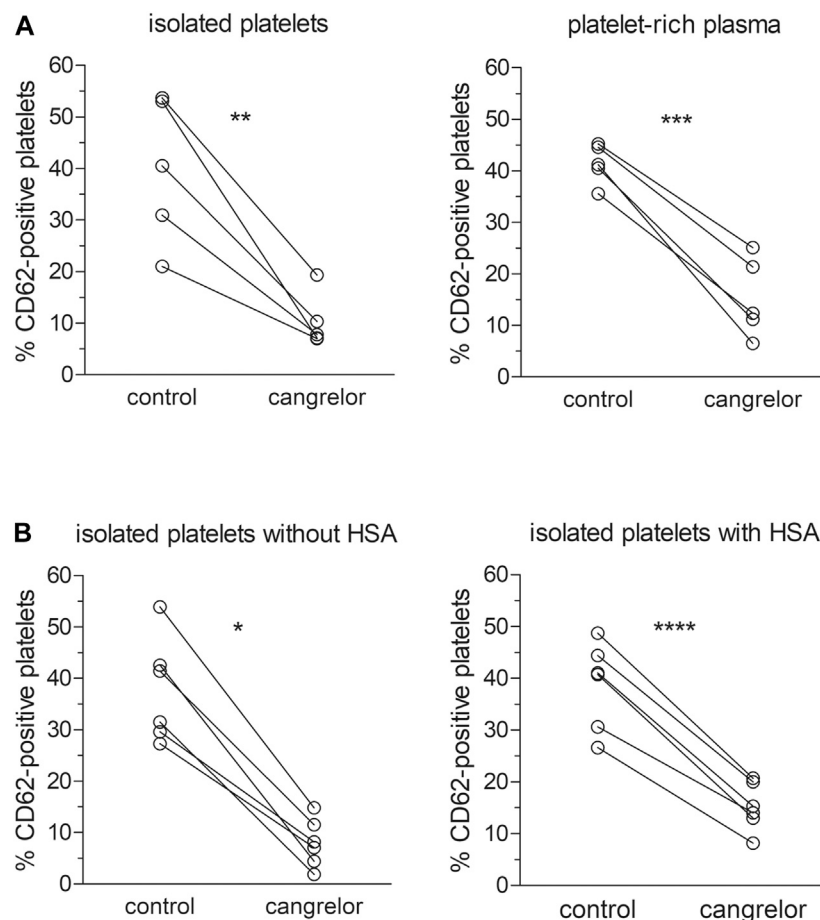 A
isolated platelets
platelet-rich plasma
% CD62-positive platelets
60
50
40
30
20
10
0
**
control
cangrelor
% CD62-positive platelets
60
50
40
30
20
10
0
***
control
cangrelor
B
isolated platelets without HSA
isolated platelets with HSA
% CD62-positive platelets
60
50
40
30
20
10
0
*
control
cangrelor
% CD62-positive platelets
60
50
40
30
20
10
0
****
control
cangrelor